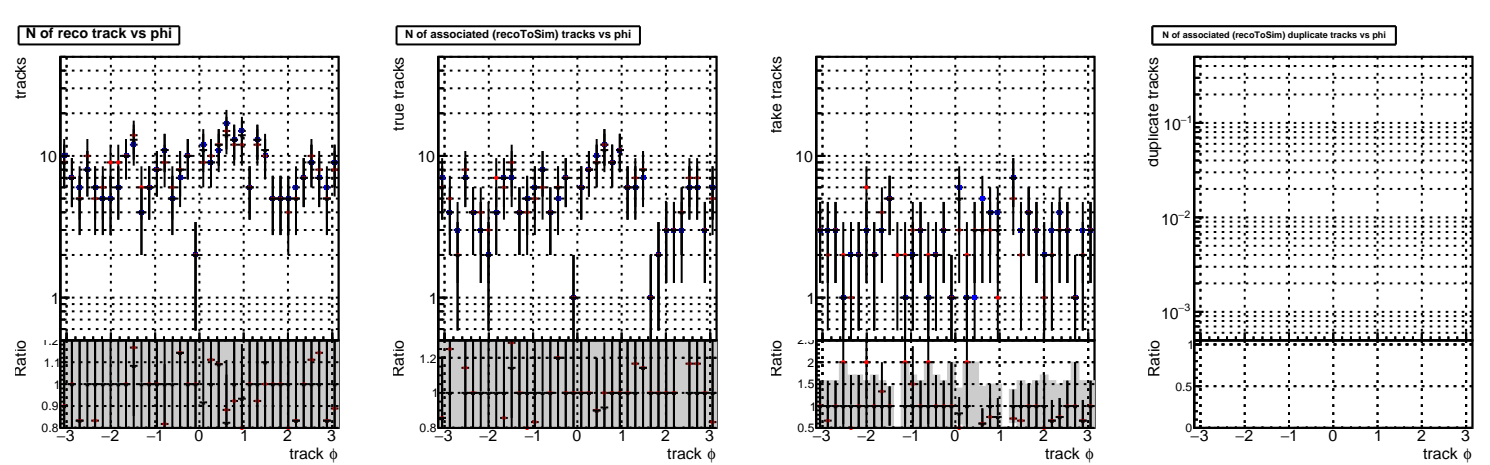 N of reco track vs phi
tracks
10
1
Ratio
1.2
1.1
1
0.9
0.8
−3 −2 −1 0 1 2 3
track ϕ
N of associated (recoToSim) tracks vs phi
true tracks
10
1
Ratio
1.2
1
0.8
−3 −2 −1 0 1 2 3
track ϕ
fake tracks
10
1
Ratio
2.5
2
1.5
1
0.5
−3 −2 −1 0 1 2 3
track ϕ
N of associated (recoToSim) duplicate tracks vs phi
duplicate tracks
10⁻¹
10⁻²
10⁻³
Ratio
1
0.5
0
−3 −2 −1 0 1 2 3
track ϕ